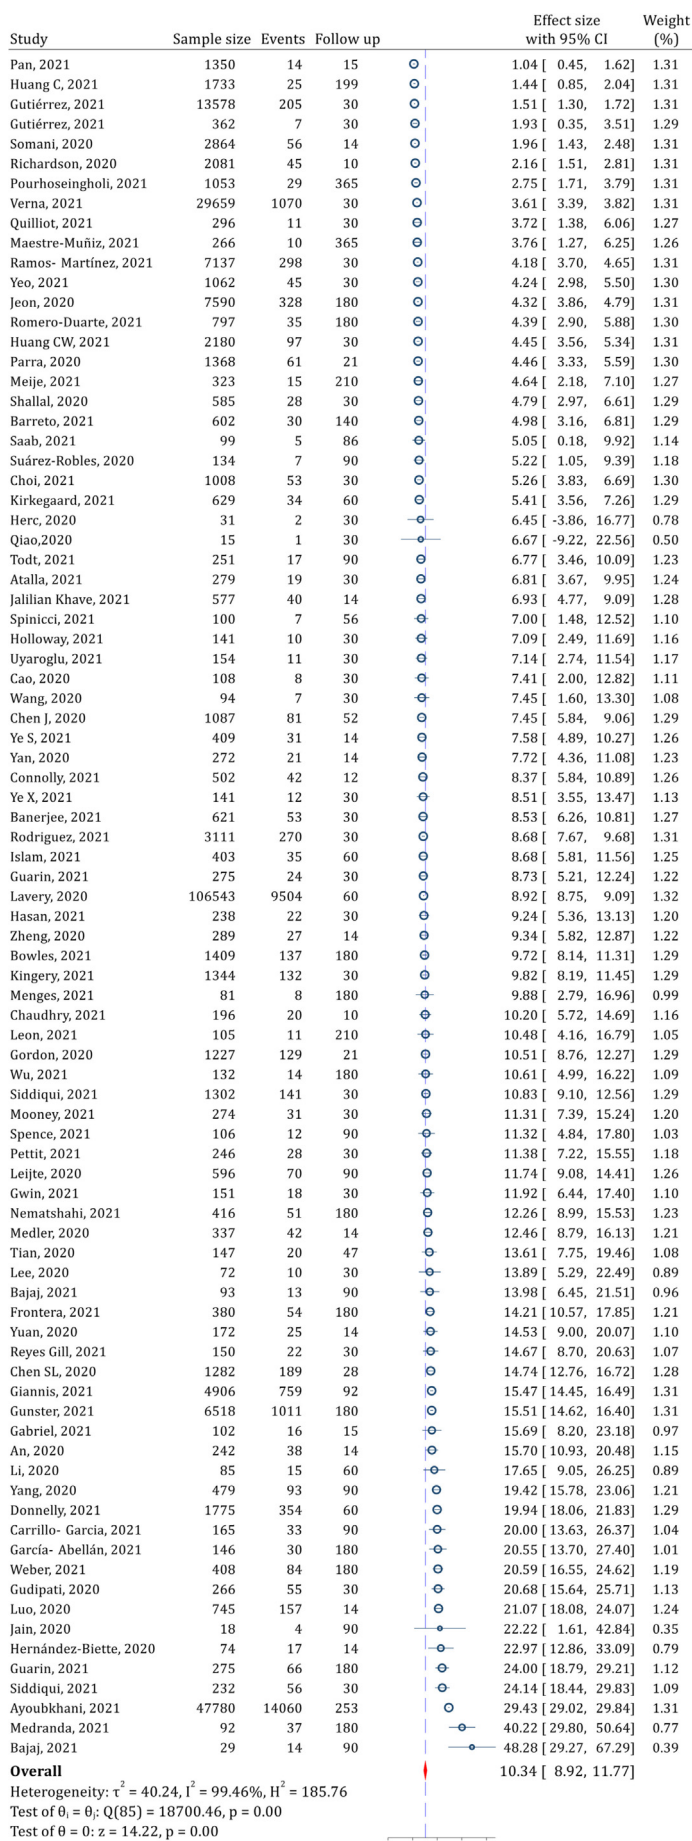 Effect size Weight
Study Sample size Events Follow up with 95% CI (%)
Pan, 2021 1350 14 15 1.04 [ 0.45, 1.62] 1.31
Huang C, 2021 1733 25 199 1.44 [ 0.85, 2.04] 1.31
Gutiérrez, 2021 13578 205 30 1.51 [ 1.30, 1.72] 1.31
Gutiérrez, 2021 362 7 30 1.93 [ 0.35, 3.51] 1.29
Somani, 2020 2864 56 14 1.96 [ 1.43, 2.48] 1.31
Richardson, 2020 2081 45 10 2.16 [ 1.51, 2.81] 1.31
Pourhoseingholi, 2021 1053 29 365 2.75 [ 1.71, 3.79] 1.31
Verna, 2021 29659 1070 30 3.61 [ 3.39, 3.82] 1.31
Quilliot, 2021 296 11 30 3.72 [ 1.38, 6.06] 1.27
Maestre-Muñiz, 2021 266 10 365 3.76 [ 1.27, 6.25] 1.26
Ramos- Martínez, 2021 7137 298 30 4.18 [ 3.70, 4.65] 1.31
Yeo, 2021 1062 45 30 4.24 [ 2.98, 5.50] 1.30
Jeon, 2020 7590 328 180 4.32 [ 3.86, 4.79] 1.31
Romero-Duarte, 2021 797 35 180 4.39 [ 2.90, 5.88] 1.30
Huang CW, 2021 2180 97 30 4.45 [ 3.56, 5.34] 1.31
Parra, 2020 1368 61 21 4.46 [ 3.33, 5.59] 1.30
Meije, 2021 323 15 210 4.64 [ 2.18, 7.10] 1.27
Shallal, 2020 585 28 30 4.79 [ 2.97, 6.61] 1.29
Barreto, 2021 602 30 140 4.98 [ 3.16, 6.81] 1.29
Saab, 2021 99 5 86 5.05 [ 0.18, 9.92] 1.14
Suárez-Robles, 2020 134 7 90 5.22 [ 1.05, 9.39] 1.18
Choi, 2021 1008 53 30 5.26 [ 3.83, 6.69] 1.30
Kirkegaard, 2021 629 34 60 5.41 [ 3.56, 7.26] 1.29
Herc, 2020 31 2 30 6.45 [ -3.86, 16.77] 0.78
Qiao,2020 15 1 30 6.67 [ -9.22, 22.56] 0.50
Todt, 2021 251 17 90 6.77 [ 3.46, 10.09] 1.23
Atalla, 2021 279 19 30 6.81 [ 3.67, 9.95] 1.24
Jalilian Khave, 2021 577 40 14 6.93 [ 4.77, 9.09] 1.28
Spinicci, 2021 100 7 56 7.00 [ 1.48, 12.52] 1.10
Holloway, 2021 141 10 30 7.09 [ 2.49, 11.69] 1.16
Uyaroglu, 2021 154 11 30 7.14 [ 2.74, 11.54] 1.17
Cao, 2020 108 8 30 7.41 [ 2.00, 12.82] 1.11
Wang, 2020 94 7 30 7.45 [ 1.60, 13.30] 1.08
Chen J, 2020 1087 81 52 7.45 [ 5.84, 9.06] 1.29
Ye S, 2021 409 31 14 7.58 [ 4.89, 10.27] 1.26
Yan, 2020 272 21 14 7.72 [ 4.36, 11.08] 1.23
Connolly, 2021 502 42 12 8.37 [ 5.84, 10.89] 1.26
Ye X, 2021 141 12 30 8.51 [ 3.55, 13.47] 1.13
Banerjee, 2021 621 53 30 8.53 [ 6.26, 10.81] 1.27
Rodriguez, 2021 3111 270 30 8.68 [ 7.67, 9.68] 1.31
Islam, 2021 403 35 60 8.68 [ 5.81, 11.56] 1.25
Guarin, 2021 275 24 30 8.73 [ 5.21, 12.24] 1.22
Lavery, 2020 106543 9504 60 8.92 [ 8.75, 9.09] 1.32
Hasan, 2021 238 22 30 9.24 [ 5.36, 13.13] 1.20
Zheng, 2020 289 27 14 9.34 [ 5.82, 12.87] 1.22
Bowles, 2021 1409 137 180 9.72 [ 8.14, 11.31] 1.29
Kingery, 2021 1344 132 30 9.82 [ 8.19, 11.45] 1.29
Menges, 2021 81 8 180 9.88 [ 2.79, 16.96] 0.99
Chaudhry, 2021 196 20 10 10.20 [ 5.72, 14.69] 1.16
Leon, 2021 105 11 210 10.48 [ 4.16, 16.79] 1.05
Gordon, 2020 1227 129 21 10.51 [ 8.76, 12.27] 1.29
Wu, 2021 132 14 180 10.61 [ 4.99, 16.22] 1.09
Siddiqui, 2021 1302 141 30 10.83 [ 9.10, 12.56] 1.29
Mooney, 2021 274 31 30 11.31 [ 7.39, 15.24] 1.20
Spence, 2021 106 12 90 11.32 [ 4.84, 17.80] 1.03
Pettit, 2021 246 28 30 11.38 [ 7.22, 15.55] 1.18
Leijte, 2020 596 70 90 11.74 [ 9.08, 14.41] 1.26
Gwin, 2021 151 18 30 11.92 [ 6.44, 17.40] 1.10
Nematshahi, 2021 416 51 180 12.26 [ 8.99, 15.53] 1.23
Medler, 2020 337 42 14 12.46 [ 8.79, 16.13] 1.21
Tian, 2020 147 20 47 13.61 [ 7.75, 19.46] 1.08
Lee, 2020 72 10 30 13.89 [ 5.29, 22.49] 0.89
Bajaj, 2021 93 13 90 13.98 [ 6.45, 21.51] 0.96
Frontera, 2021 380 54 180 14.21 [ 10.57, 17.85] 1.21
Yuan, 2020 172 25 14 14.53 [ 9.00, 20.07] 1.10
Reyes Gill, 2021 150 22 30 14.67 [ 8.70, 20.63] 1.07
Chen SL, 2020 1282 189 28 14.74 [ 12.76, 16.72] 1.28
Giannis, 2021 4906 759 92 15.47 [ 14.45, 16.49] 1.31
Gunster, 2021 6518 1011 180 15.51 [ 14.62, 16.40] 1.31
Gabriel, 2021 102 16 15 15.69 [ 8.20, 23.18] 0.97
An, 2020 242 38 14 15.70 [ 10.93, 20.48] 1.15
Li, 2020 85 15 60 17.65 [ 9.05, 26.25] 0.89
Yang, 2020 479 93 90 19.42 [ 15.78, 23.06] 1.21
Donnelly, 2021 1775 354 60 19.94 [ 18.06, 21.83] 1.29
Carrillo- Garcia, 2021 165 33 90 20.00 [ 13.63, 26.37] 1.04
García- Abellán, 2021 146 30 180 20.55 [ 13.70, 27.40] 1.01
Weber, 2021 408 84 180 20.59 [ 16.55, 24.62] 1.19
Gudipati, 2020 266 55 30 20.68 [ 15.64, 25.71] 1.13
Luo, 2020 745 157 14 21.07 [ 18.08, 24.07] 1.24
Jain, 2020 18 4 90 22.22 [ 1.61, 42.84] 0.35
Hernández-Biette, 2020 74 17 14 22.97 [ 12.86, 33.09] 0.79
Guarin, 2021 275 66 180 24.00 [ 18.79, 29.21] 1.12
Siddiqui, 2021 232 56 30 24.14 [ 18.44, 29.83] 1.09
Ayoubkhani, 2021 47780 14060 253 29.43 [ 29.02, 29.84] 1.31
Medranda, 2021 92 37 180 40.22 [ 29.80, 50.64] 0.77
Bajaj, 2021 29 14 90 48.28 [ 29.27, 67.29] 0.39
Overall 10.34 [ 8.92, 11.77]
Heterogeneity: τ² = 40.24, I² = 99.46%, H² = 185.76
Test of θᵢ = θⱼ: Q(85) = 18700.46, p = 0.00
Test of θ = 0: z = 14.22, p = 0.00